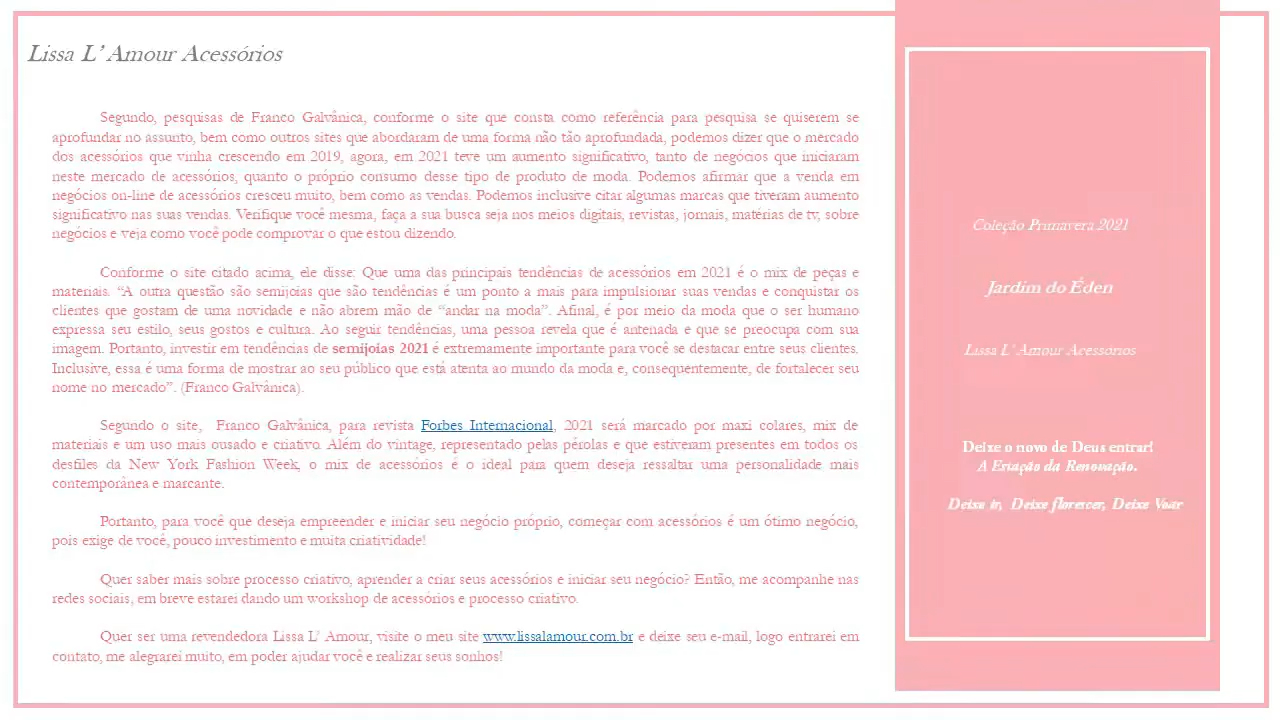 Lissa L' Amour Acessórios
Segundo, pesquisas de Franco Galvânica, conforme o site que consta como referência para pesquisa se quiserem se
aprofundar no assunto, bem como outros sites que abordaram de uma forma não tão aprofundada, podemos dizer que o mercado
dos acessórios que vinha crescendo em 2019, agora, em 2021 teve um aumento significativo, tanto de negócios que iniciaram
neste mercado de acessórios, quanto o próprio consumo desse tipo de produto de moda. Podemos afirmar que a venda em
negócios on-line de acessórios cresceu muito, bem como as vendas. Podemos inclusive citar algumas marcas que tiveram aumento
significativo nas suas vendas. Verifique você mesma, faça a sua busca seja nos meios digitais, revistas, jornais, matérias de tv, sobre
negócios e veja como você pode comprovar o que estou dizendo.
Conforme o site citado acima, ele disse: Que uma das principais tendências de acessórios em 2021 é o mix de peças e
materiais. “A outra questão são semijoias que são tendências é um ponto a mais para impulsionar suas vendas e conquistar os
clientes que gostam de uma novidade e não abrem mão de “andar na moda”. Afinal, é por meio da moda que o ser humano
expressa seu estilo, seus gostos e cultura. Ao seguir tendências, uma pessoa revela que é antenada e que se preocupa com sua
imagem. Portanto, investir em tendências de semijoias 2021 é extremamente importante para você se destacar entre seus clientes.
Inclusive, essa é uma forma de mostrar ao seu público que está atenta ao mundo da moda e, consequentemente, de fortalecer seu
nome no mercado”. (Franco Galvânica).
Segundo o site, Franco Galvânica, para revista Forbes Internacional, 2021 será marcado por maxi colares, mix de
materiais e um uso mais ousado e criativo. Além do vintage, representado pelas pérolas e que estiveram presentes em todos os
desfiles da New York Fashion Week, o mix de acessórios é o ideal para quem deseja ressaltar uma personalidade mais
contemporânea e marcante.
Portanto, para você que deseja empreender e iniciar seu negócio próprio, começar com acessórios é um ótimo negócio,
pois exige de você, pouco investimento e muita criatividade!
Quer saber mais sobre processo criativo, aprender a criar seus acessórios e iniciar seu negócio? Então, me acompanhe nas
redes sociais, em breve estarei dando um workshop de acessórios e processo criativo.
Quer ser uma revendedora Lissa L' Amour, visite o meu site www.lissalamour.com.br e deixe seu e-mail, logo entrarei em
contato, me alegrarei muito, em poder ajudar você e realizar seus sonhos!
Coleção Primavera 2021
Jardim do Éden
Lissa L' Amour Acessórios
Deixe o novo de Deus entrar!
A Estação da Renovação.
Deixe ir, Deixe florescer, Deixe Voar